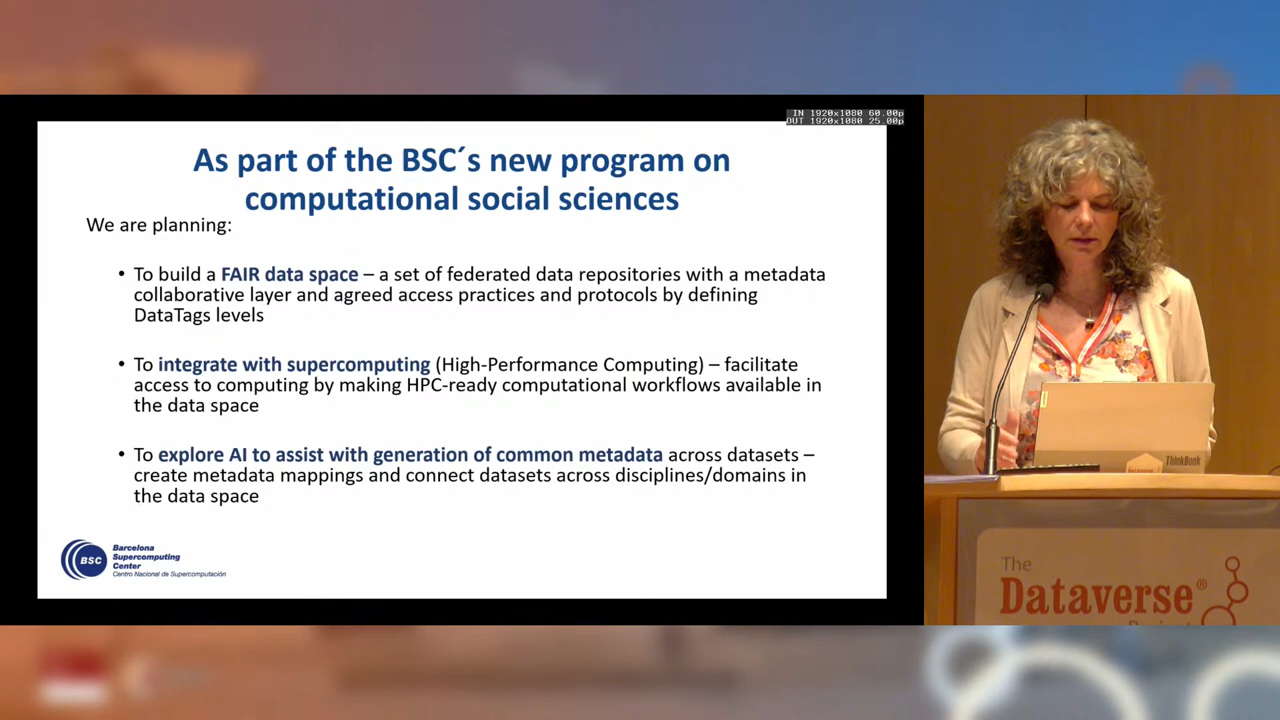 IN 1920x1080 60.00p
OUT 1920x1080 25.00p
As part of the BSC´s new program on
computational social sciences
We are planning:
• To build a FAIR data space – a set of federated data repositories with a metadata
collaborative layer and agreed access practices and protocols by defining
DataTags levels
• To integrate with supercomputing (High-Performance Computing) – facilitate
access to computing by making HPC-ready computational workflows available in
the data space
• To explore AI to assist with generation of common metadata across datasets –
create metadata mappings and connect datasets across disciplines/domains in
the data space
BSC
Barcelona
Supercomputing
Center
Centro Nacional de Supercomputación
ThinkBook
The
Dataverse®
Project